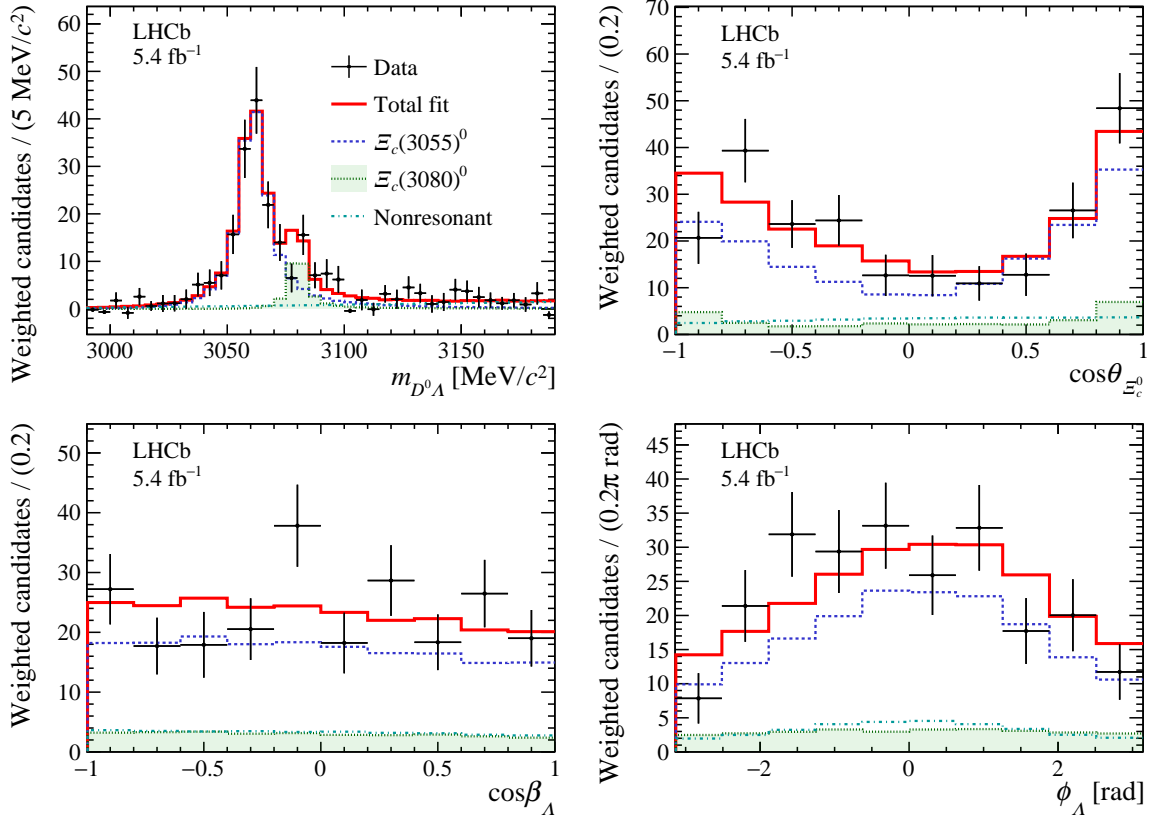 LHCb
5.4 fb⁻¹
Data
Total fit
Ξc(3055)⁰
Ξc(3080)⁰
Nonresonant
Weighted candidates / (5 MeV/c²)
60
50
40
30
20
10
0
3000 3050 3100 3150
m_D⁰Λ [MeV/c²]
LHCb
5.4 fb⁻¹
Weighted candidates / (0.2)
70
60
50
40
30
20
10
0
−1 −0.5 0 0.5 1
cosθ_Ξc⁰
LHCb
5.4 fb⁻¹
Weighted candidates / (0.2)
50
40
30
20
10
0
−1 −0.5 0 0.5 1
cosβ_Λ
LHCb
5.4 fb⁻¹
Weighted candidates / (0.2π rad)
45
40
35
30
25
20
15
10
5
0
−2 0 2
ϕ_Λ [rad]